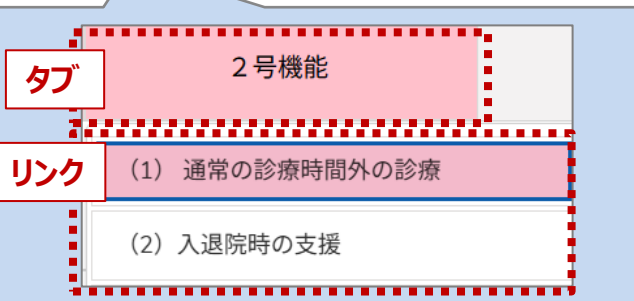 ２号機能
タブ
リンク
（1） 通常の診療時間外の診療
（2）入退院時の支援